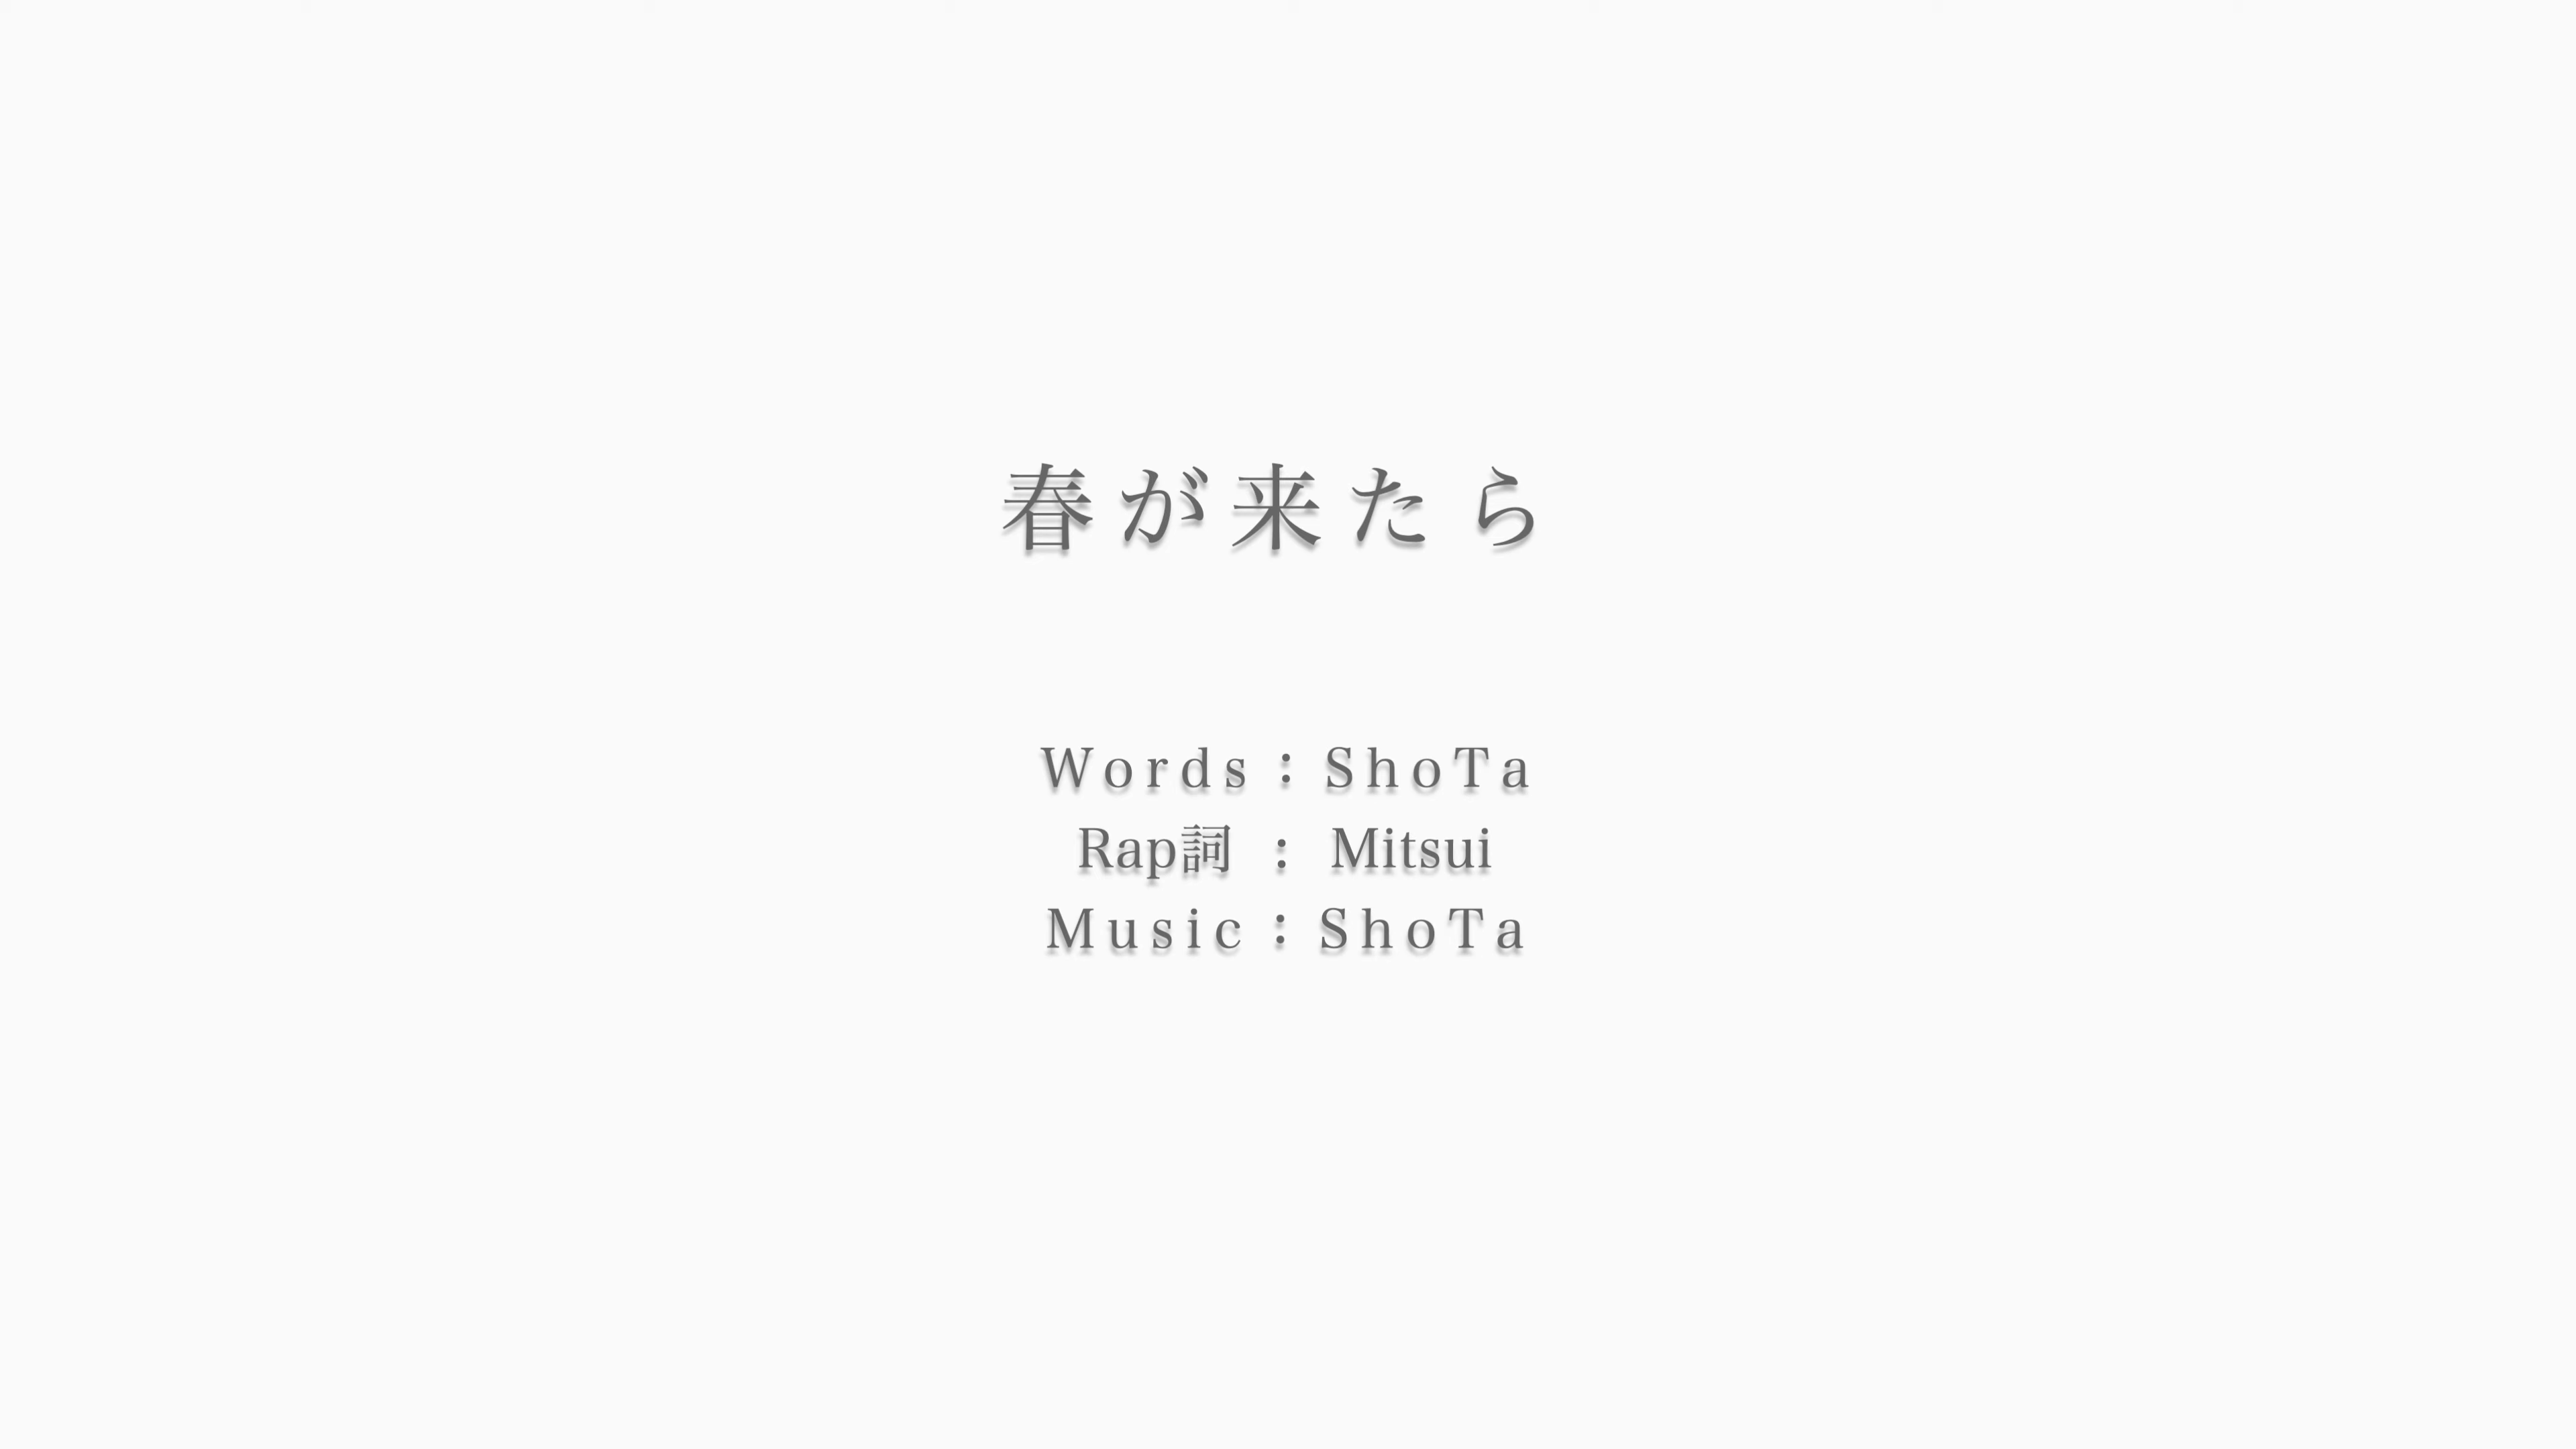 春が来たら
Words：ShoTa
Rap詞 : Mitsui
Music：ShoTa